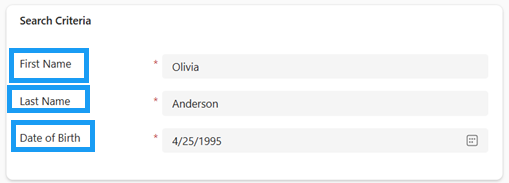 Search Criteria
First Name * Olivia
Last Name * Anderson
Date of Birth * 4/25/1995